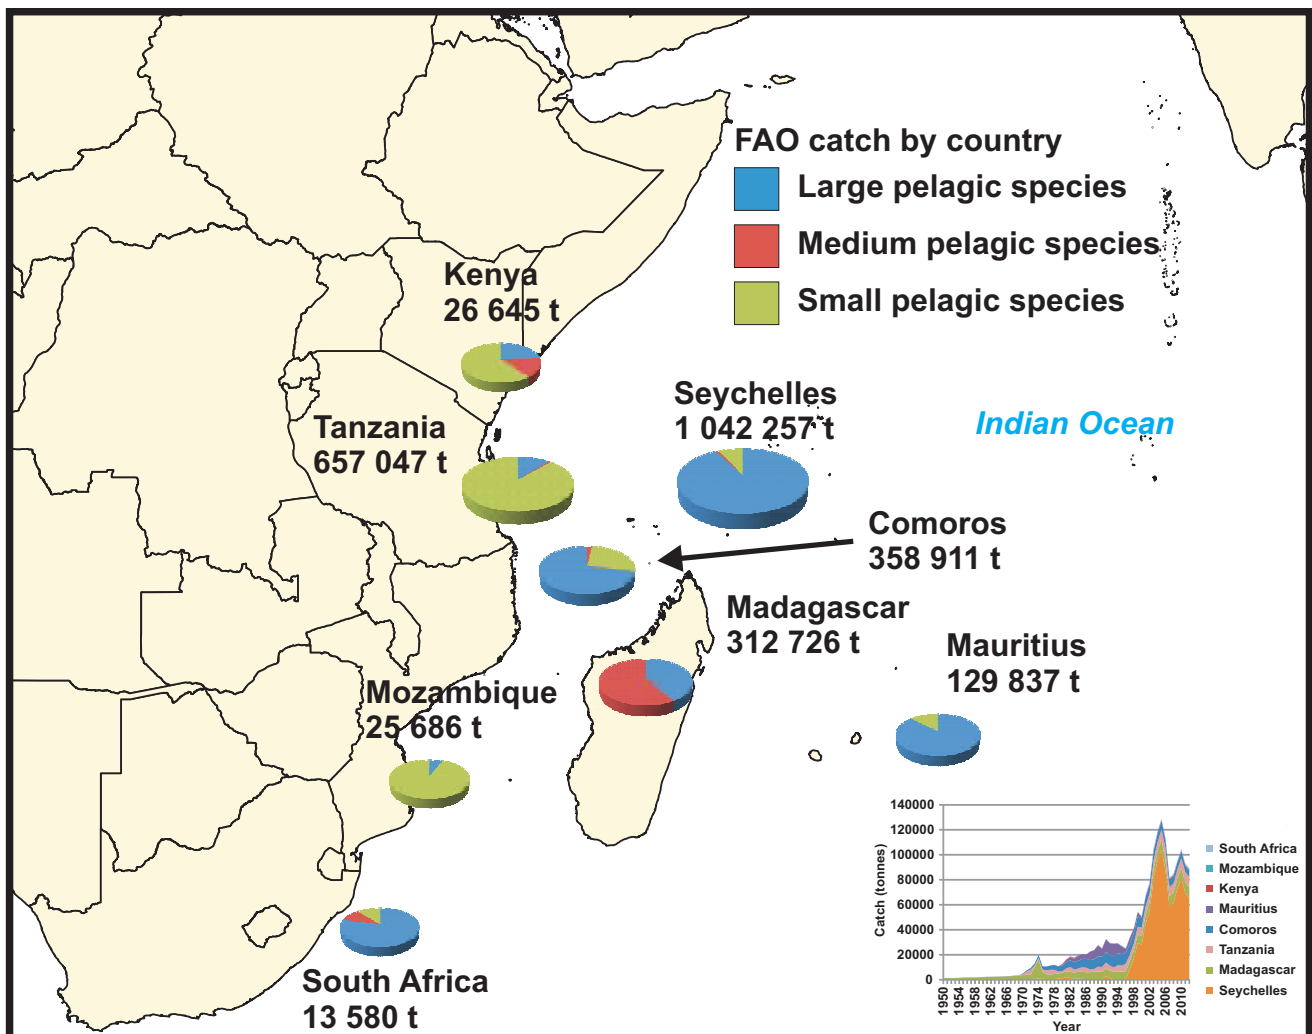 FAO catch by country
Large pelagic species
Medium pelagic species
Small pelagic species
Kenya
26 645 t
Seychelles
1 042 257 t
Tanzania
657 047 t
Indian Ocean
Comoros
358 911 t
Madagascar
312 726 t
Mauritius
129 837 t
Mozambique
25 686 t
South Africa
13 580 t
140000
120000
100000
80000
60000
40000
20000
0
Catch (tonnes)
1950
1954
1958
1962
1966
1970
1974
1978
1982
1986
1990
1994
1998
2002
2006
2010
Year
South Africa
Mozambique
Kenya
Mauritius
Comoros
Tanzania
Madagascar
Seychelles